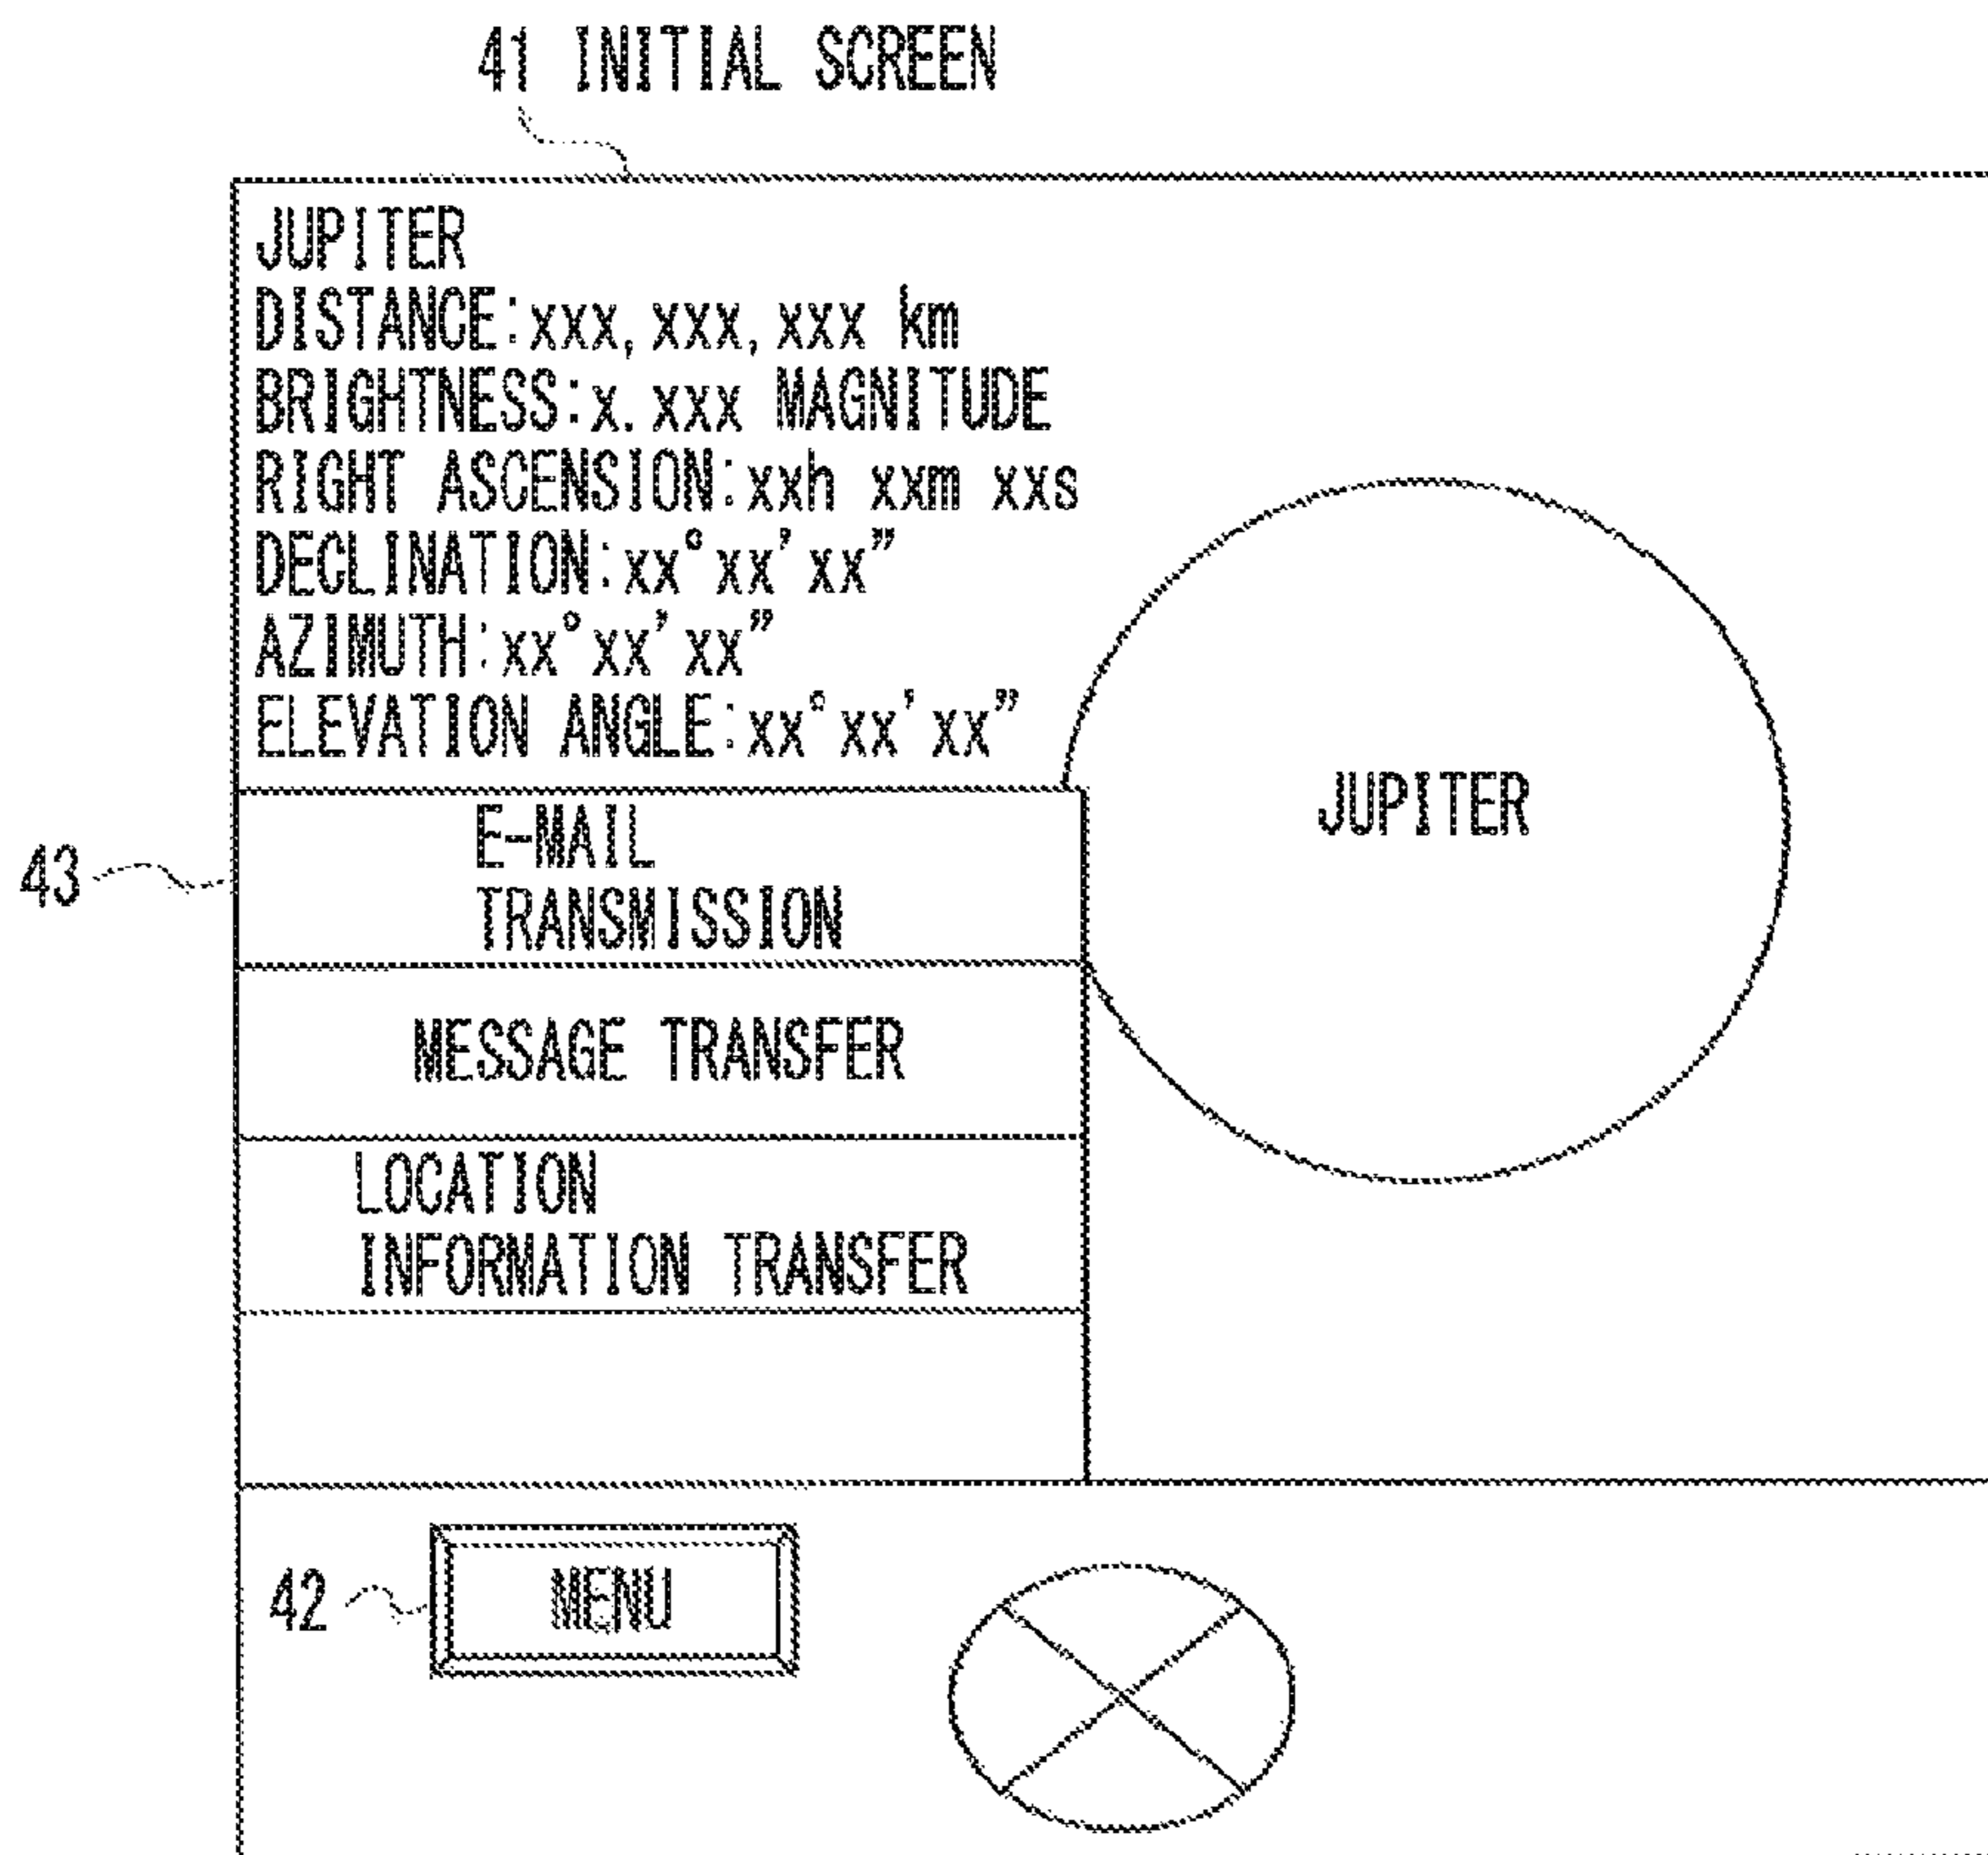 41 INITIAL SCREEN
JUPITER
DISTANCE:xxx,xxx,xxx km
BRIGHTNESS:x.xxx MAGNITUDE
RIGHT ASCENSION:xxh xxm xxs
DECLINATION:xx°xx'xx”
AZIMUTH:xx°xx'xx”
ELEVATION ANGLE:xx°xx'xx”
JUPITER
43
E-MAIL
TRANSMISSION
MESSAGE TRANSFER
LOCATION
INFORMATION TRANSFER
42
MENU